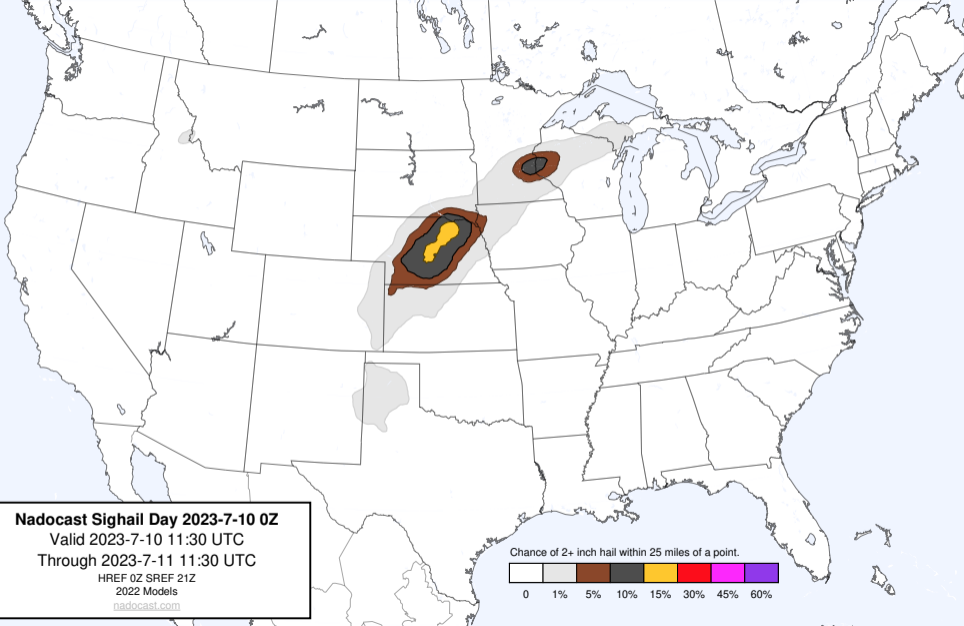 Nadocast Sighail Day 2023-7-10 0Z
Valid 2023-7-10 11:30 UTC
Through 2023-7-11 11:30 UTC
HREF 0Z SREF 21Z
2022 Models
nadocast.com
Chance of 2+ inch hail within 25 miles of a point.
0 1% 5% 10% 15% 30% 45% 60%